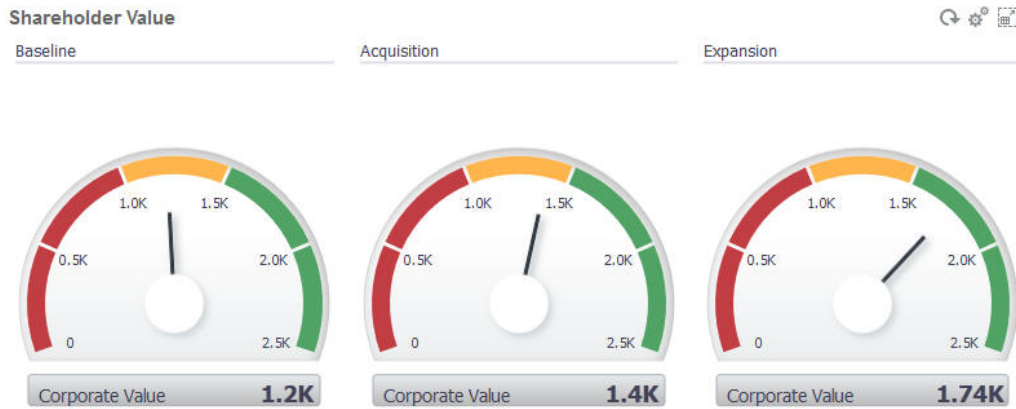 Shareholder Value
Baseline Acquisition Expansion
1.0K 1.5K 1.0K 1.5K 1.0K 1.5K
0.5K 2.0K 0.5K 2.0K 0.5K 2.0K
0 2.5K 0 2.5K 0 2.5K
Corporate Value 1.2K Corporate Value 1.4K Corporate Value 1.74K